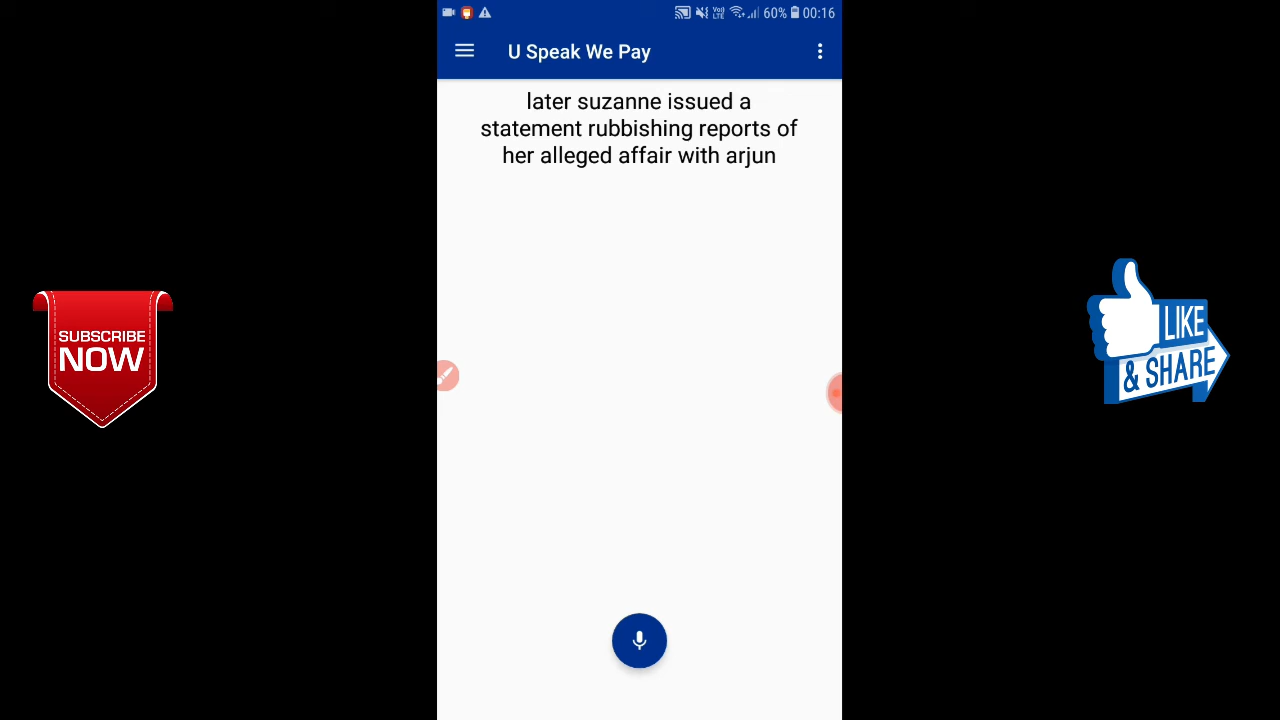 60% 00:16
U Speak We Pay
later suzanne issued a
statement rubbishing reports of
her alleged affair with arjun
SUBSCRIBE
NOW
LIKE
& SHARE